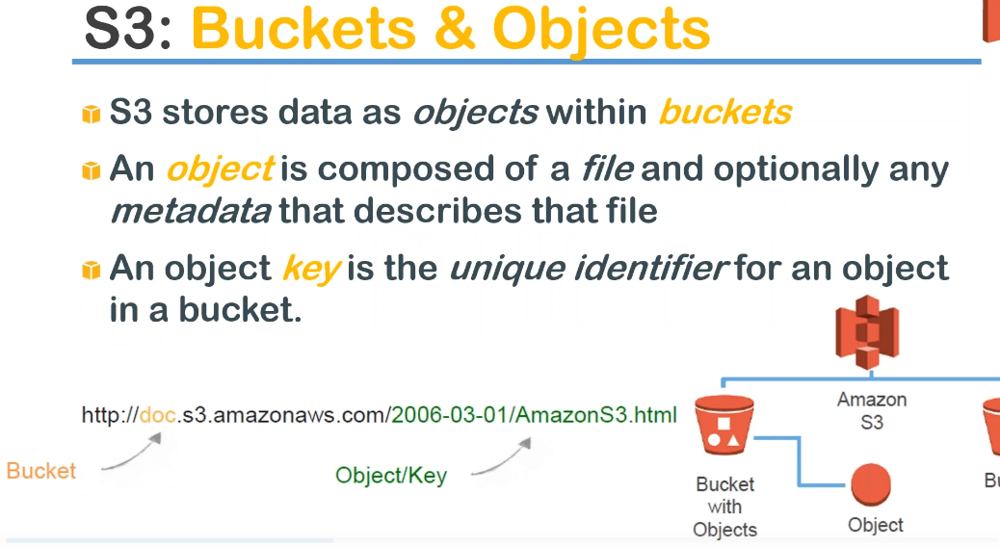 S3: Buckets & Objects
S3 stores data as objects within buckets
An object is composed of a file and optionally any
metadata that describes that file
An object key is the unique identifier for an object
in a bucket.
http://doc.s3.amazonaws.com/2006-03-01/AmazonS3.html
Bucket
Object/Key
Amazon
S3
Bucket
with
Objects
Object